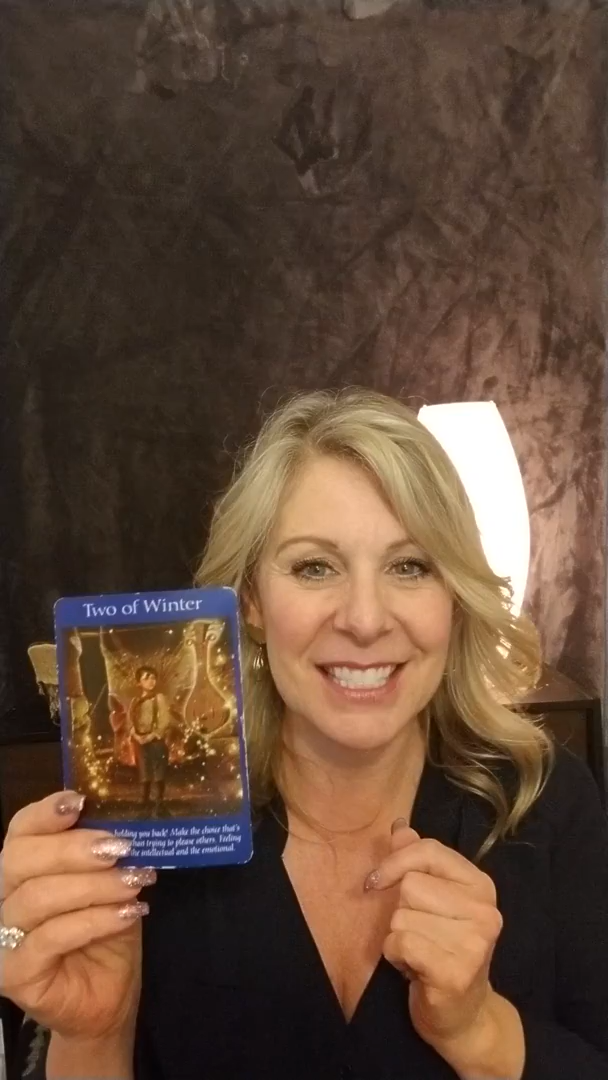 Two of Winter
holding you back! Make the choice that's
than trying to please others. Feeling
the intellectual and the emotional.